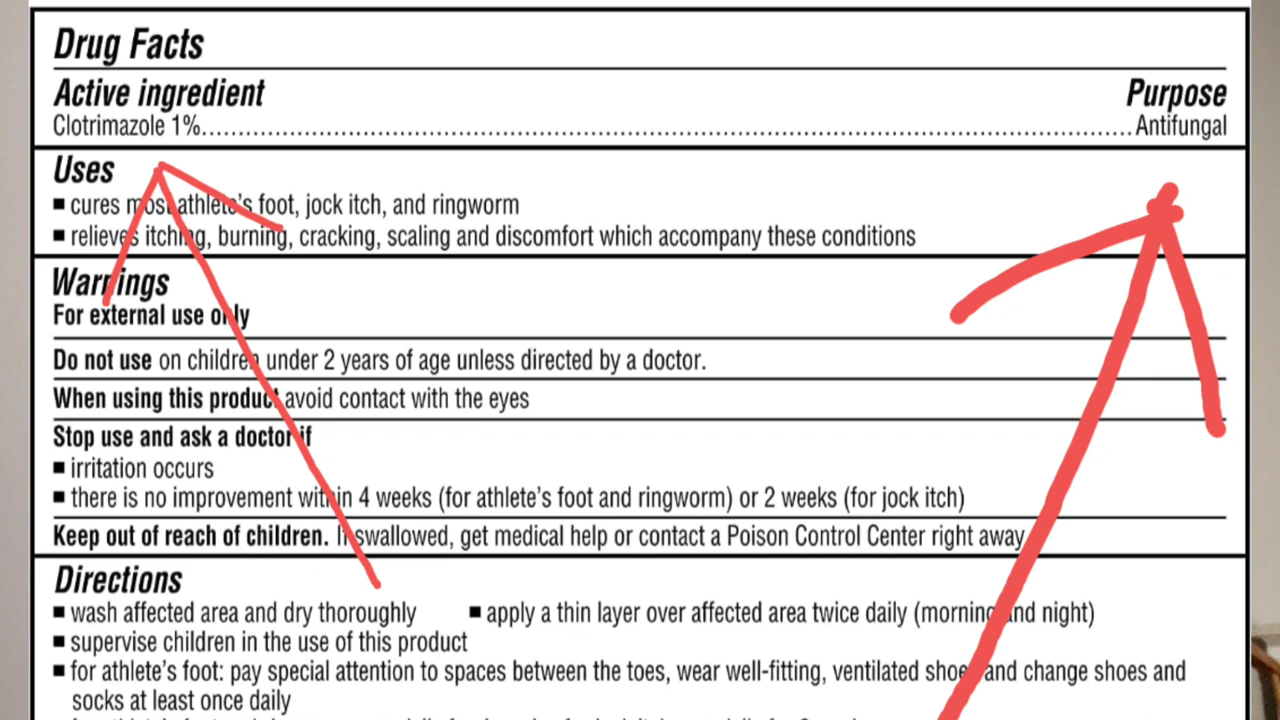 Drug Facts
Active ingredient Purpose
Clotrimazole 1%........................................................................................................................Antifungal
Uses
■ cures most athlete's foot, jock itch, and ringworm
■ relieves itching, burning, cracking, scaling and discomfort which accompany these conditions
Warnings
For external use only
Do not use on children under 2 years of age unless directed by a doctor.
When using this product avoid contact with the eyes
Stop use and ask a doctor if
■ irritation occurs
■ there is no improvement within 4 weeks (for athlete's foot and ringworm) or 2 weeks (for jock itch)
Keep out of reach of children. If swallowed, get medical help or contact a Poison Control Center right away
Directions
■ wash affected area and dry thoroughly ■ apply a thin layer over affected area twice daily (morning and night)
■ supervise children in the use of this product
■ for athlete's foot: pay special attention to spaces between the toes, wear well-fitting, ventilated shoes and change shoes and
socks at least once daily